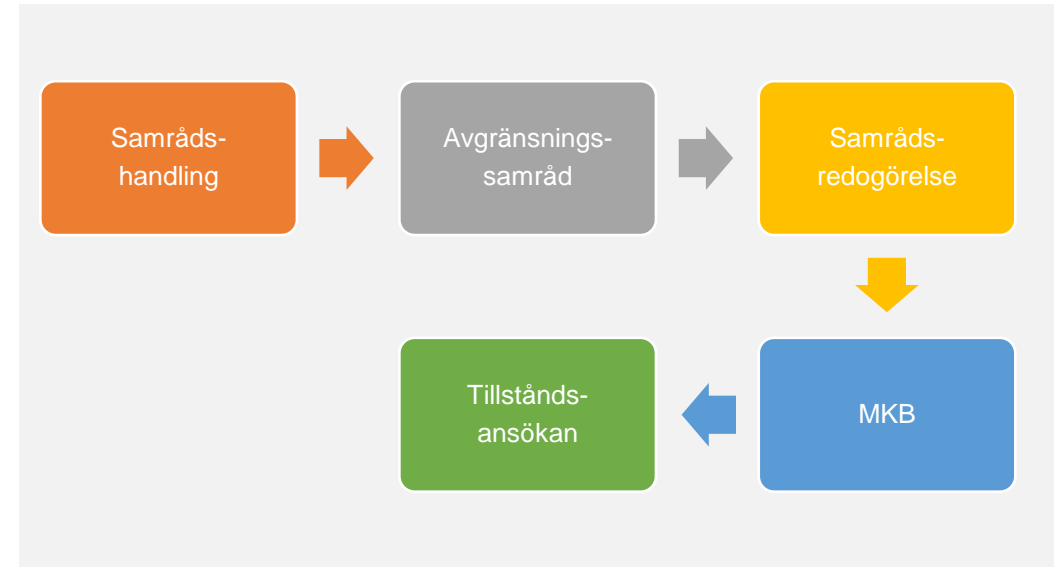 Samråds-
handling
Avgränsnings-
samråd
Samråds-
redogörelse
MKB
Tillstånds-
ansökan